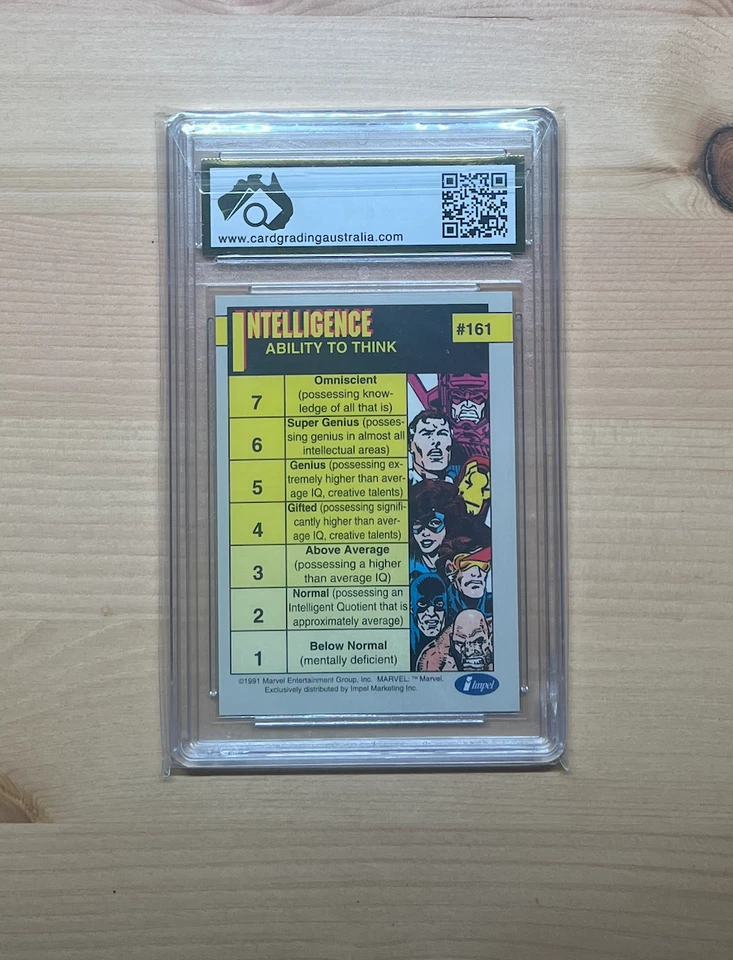 www.cardgradingaustralia.com
INTELLIGENCE
#161
ABILITY TO THINK
7
Omniscient
(possessing know-
ledge of all that is)
6
Super Genius (posses-
sing genius in almost all
intellectual areas)
5
Genius (possessing ex-
tremely higher than aver-
age IQ, creative talents)
4
Gifted (possessing signifi-
cantly higher than aver-
age IQ, creative talents)
3
Above Average
(possessing a higher
than average IQ)
2
Normal (possessing an
Intelligent Quotient that is
approximately average)
1
Below Normal
(mentally deficient)
©1991 Marvel Entertainment Group, Inc. MARVEL: ™ Marvel.
Exclusively distributed by Impel Marketing Inc.
Impel